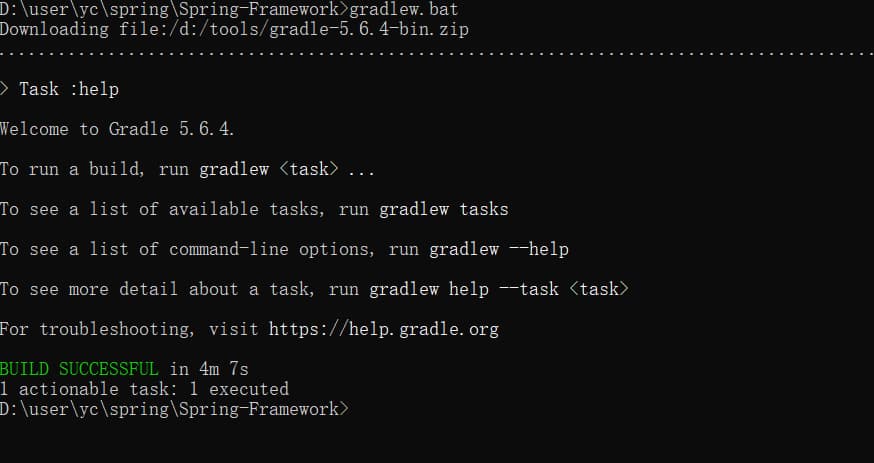 D:\user\yc\spring\Spring-Framework>gradlew.bat
Downloading file:/d:/tools/gradle-5.6.4-bin.zip
.........................................................................................
> Task :help
Welcome to Gradle 5.6.4.
To run a build, run gradlew <task> ...
To see a list of available tasks, run gradlew tasks
To see a list of command-line options, run gradlew --help
To see more detail about a task, run gradlew help --task <task>
For troubleshooting, visit https://help.gradle.org
BUILD SUCCESSFUL in 4m 7s
1 actionable task: 1 executed
D:\user\yc\spring\Spring-Framework>